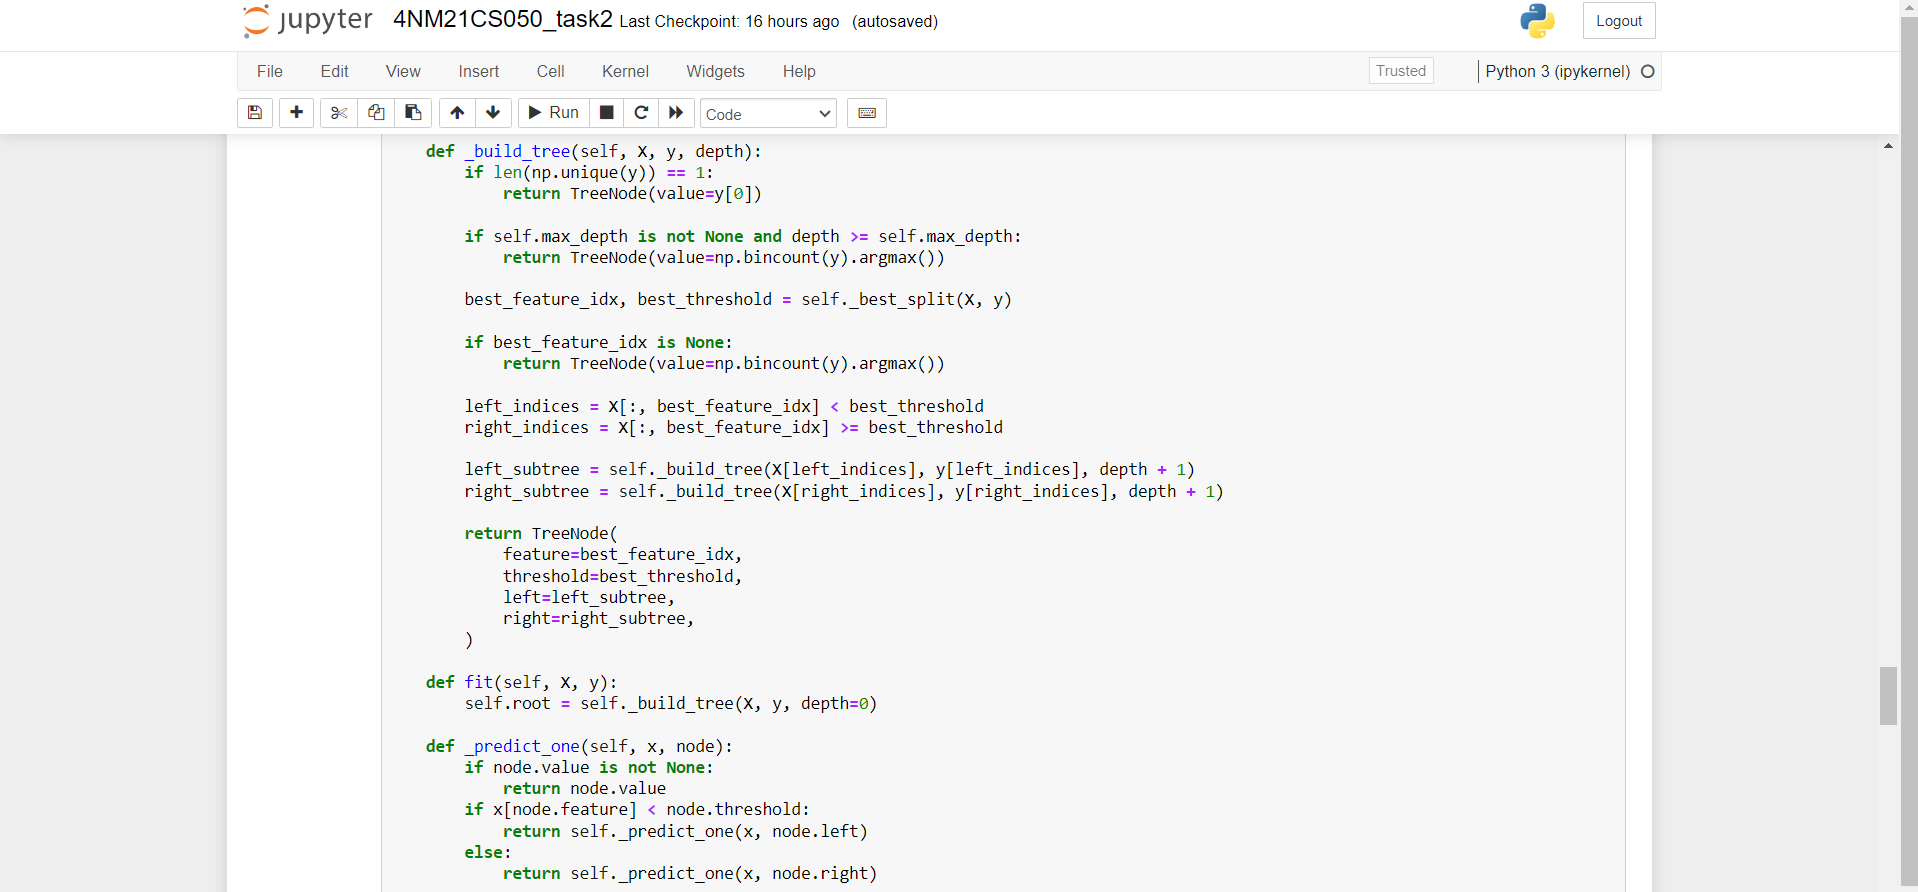 jupyter 4NM21CS050_task2 Last Checkpoint: 16 hours ago (autosaved) Logout
File Edit View Insert Cell Kernel Widgets Help Trusted Python 3 (ipykernel)
Run Code
    def _build_tree(self, X, y, depth):
        if len(np.unique(y)) == 1:
            return TreeNode(value=y[0])

        if self.max_depth is not None and depth >= self.max_depth:
            return TreeNode(value=np.bincount(y).argmax())

        best_feature_idx, best_threshold = self._best_split(X, y)

        if best_feature_idx is None:
            return TreeNode(value=np.bincount(y).argmax())

        left_indices = X[:, best_feature_idx] < best_threshold
        right_indices = X[:, best_feature_idx] >= best_threshold

        left_subtree = self._build_tree(X[left_indices], y[left_indices], depth + 1)
        right_subtree = self._build_tree(X[right_indices], y[right_indices], depth + 1)

        return TreeNode(
            feature=best_feature_idx,
            threshold=best_threshold,
            left=left_subtree,
            right=right_subtree,
        )

    def fit(self, X, y):
        self.root = self._build_tree(X, y, depth=0)

    def _predict_one(self, x, node):
        if node.value is not None:
            return node.value
        if x[node.feature] < node.threshold:
            return self._predict_one(x, node.left)
        else:
            return self._predict_one(x, node.right)